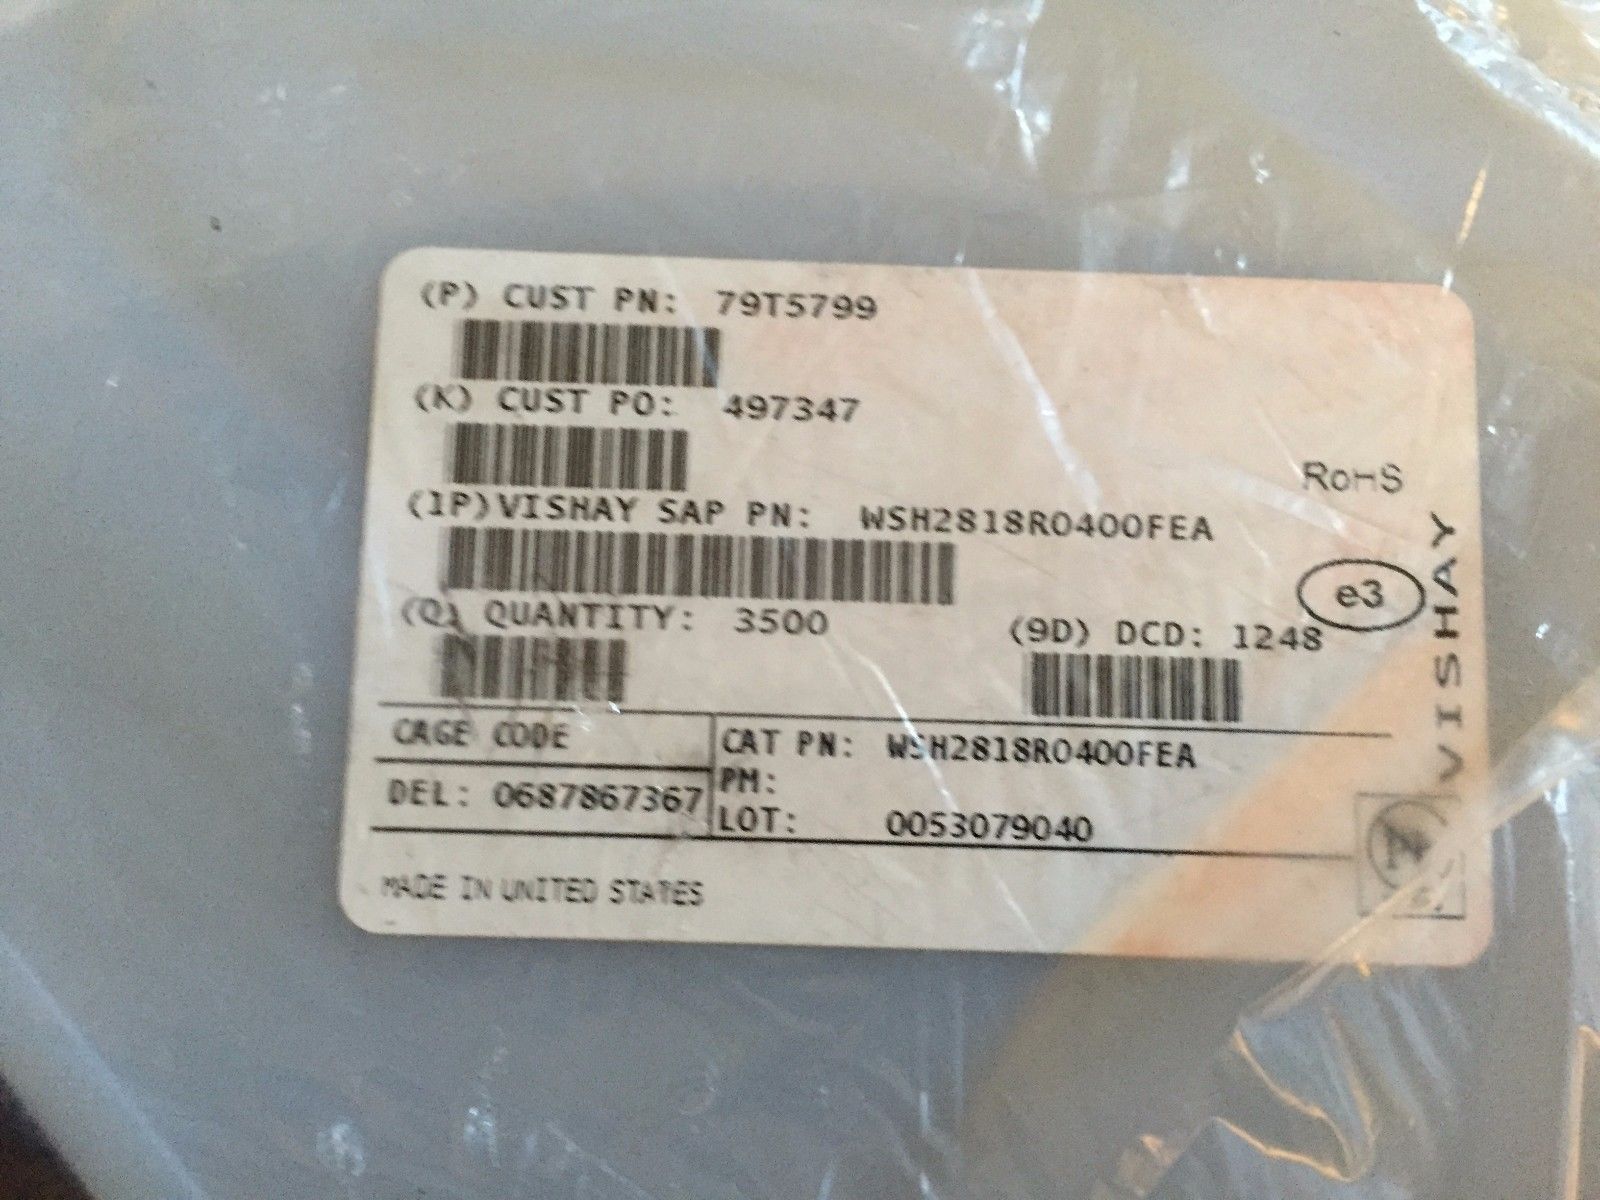 (P) CUST PN: 79T5799
(K) CUST PO: 497347
(1P)VISHAY SAP PN: WSH2818R0400FEA
RoHS
e3
VISHAY
(Q) QUANTITY: 3500
(9D) DCD: 1248
CAGE CODE
DEL: 0687867367
CAT PN: WSH2818R0400FEA
PM:
LOT: 0053079040
MADE IN UNITED STATES